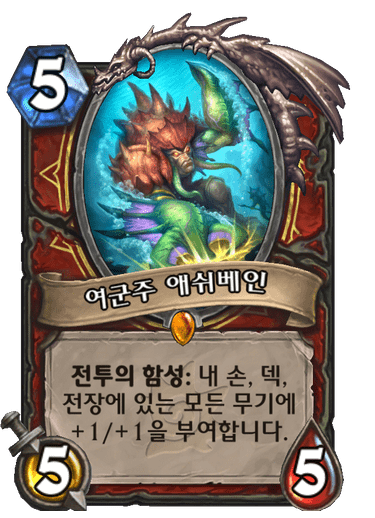 5
여군주 애쉬베인
전투의 함성: 내 손, 덱,
전장에 있는 모든 무기에
+1/+1을 부여합니다.
5
5